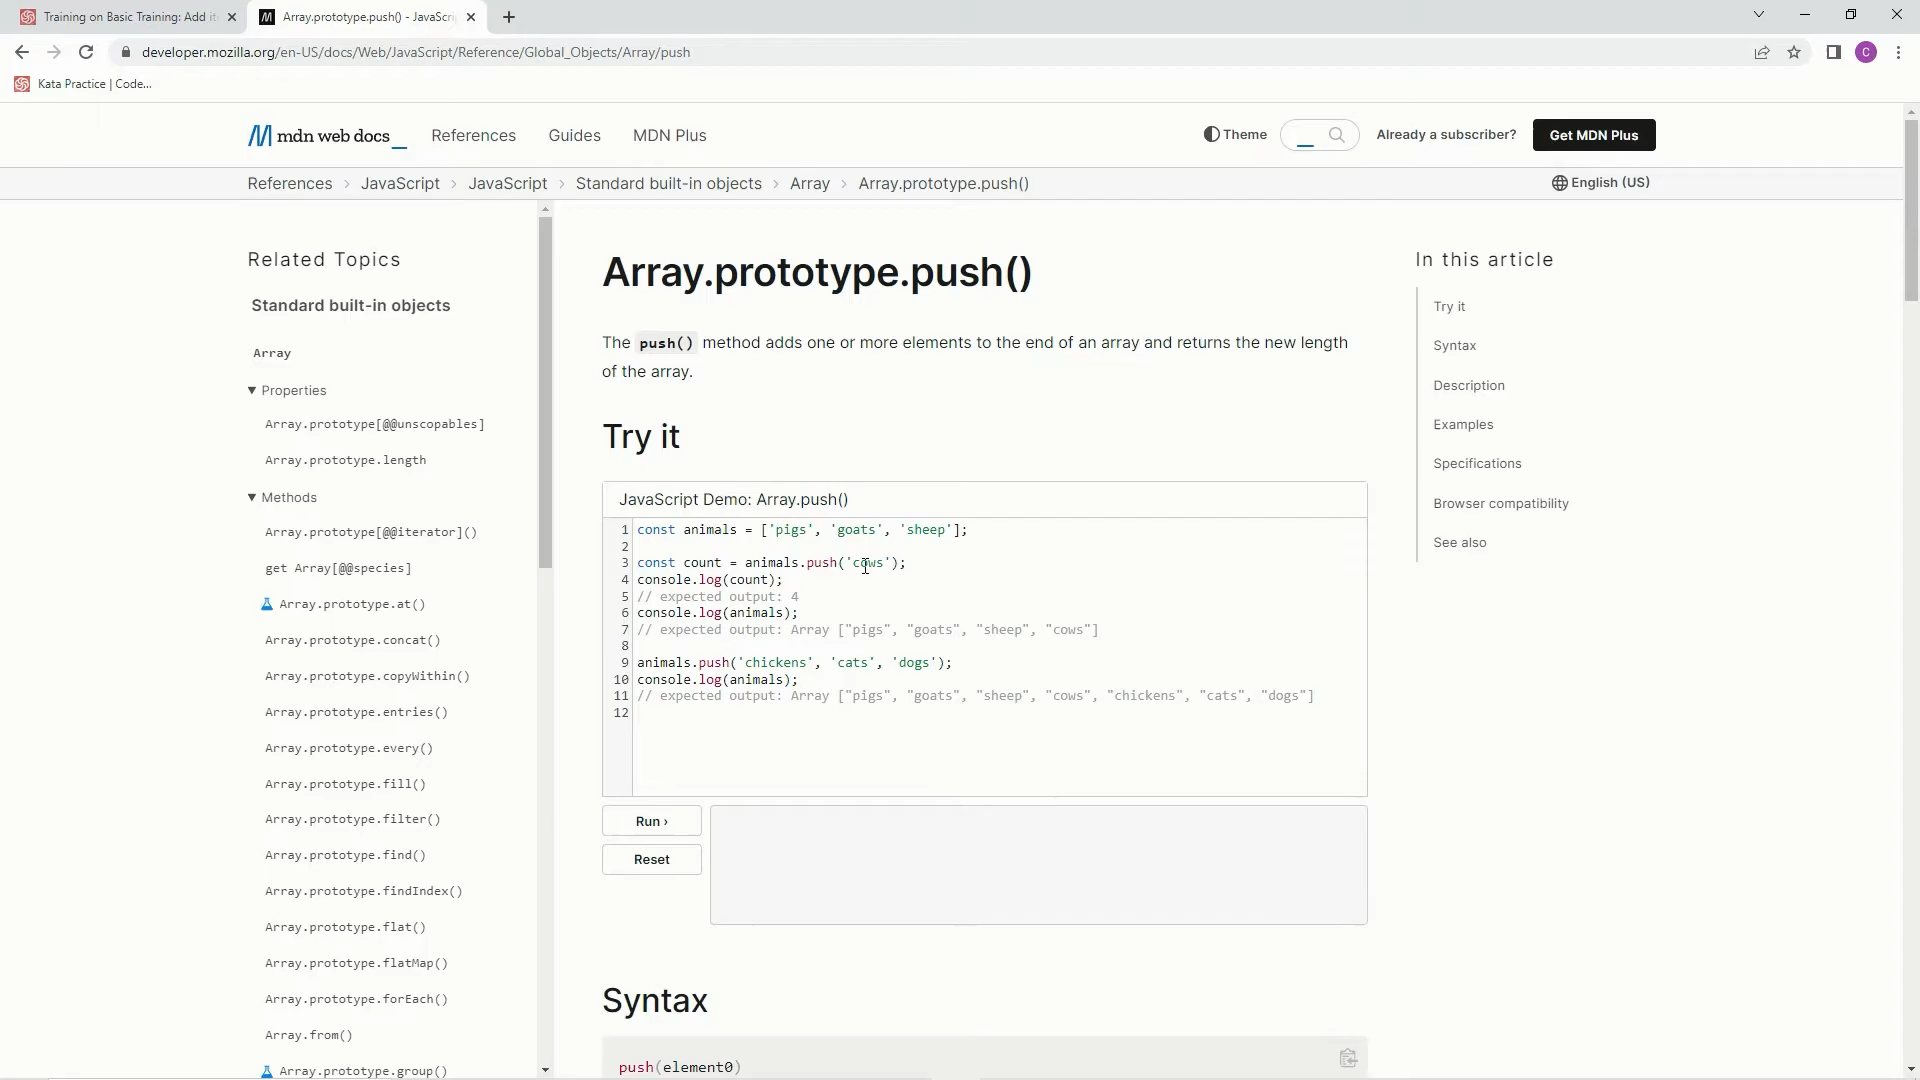 Training on Basic Training: Add it
Array.prototype.push() - JavaScri
developer.mozilla.org/en-US/docs/Web/JavaScript/Reference/Global_Objects/Array/push
C
Kata Practice | Code...
mdn web docs_
References
Guides
MDN Plus
Theme
Already a subscriber?
Get MDN Plus
References > JavaScript > JavaScript > Standard built-in objects > Array > Array.prototype.push()
English (US)
Related Topics
Standard built-in objects
Array
▼ Properties
Array.prototype[@@unscopables]
Array.prototype.length
▼ Methods
Array.prototype[@@iterator]()
get Array[@@species]
Array.prototype.at()
Array.prototype.concat()
Array.prototype.copyWithin()
Array.prototype.entries()
Array.prototype.every()
Array.prototype.fill()
Array.prototype.filter()
Array.prototype.find()
Array.prototype.findIndex()
Array.prototype.flat()
Array.prototype.flatMap()
Array.prototype.forEach()
Array.from()
Array.prototype.group()
Array.prototype.push()
The push() method adds one or more elements to the end of an array and returns the new length
of the array.
Try it
JavaScript Demo: Array.push()
1 const animals = ['pigs', 'goats', 'sheep'];
2
3 const count = animals.push('cows');
4 console.log(count);
5 // expected output: 4
6 console.log(animals);
7 // expected output: Array ["pigs", "goats", "sheep", "cows"]
8
9 animals.push('chickens', 'cats', 'dogs');
10 console.log(animals);
11 // expected output: Array ["pigs", "goats", "sheep", "cows", "chickens", "cats", "dogs"]
12
Run ›
Reset
Syntax
push(element0)
In this article
Try it
Syntax
Description
Examples
Specifications
Browser compatibility
See also